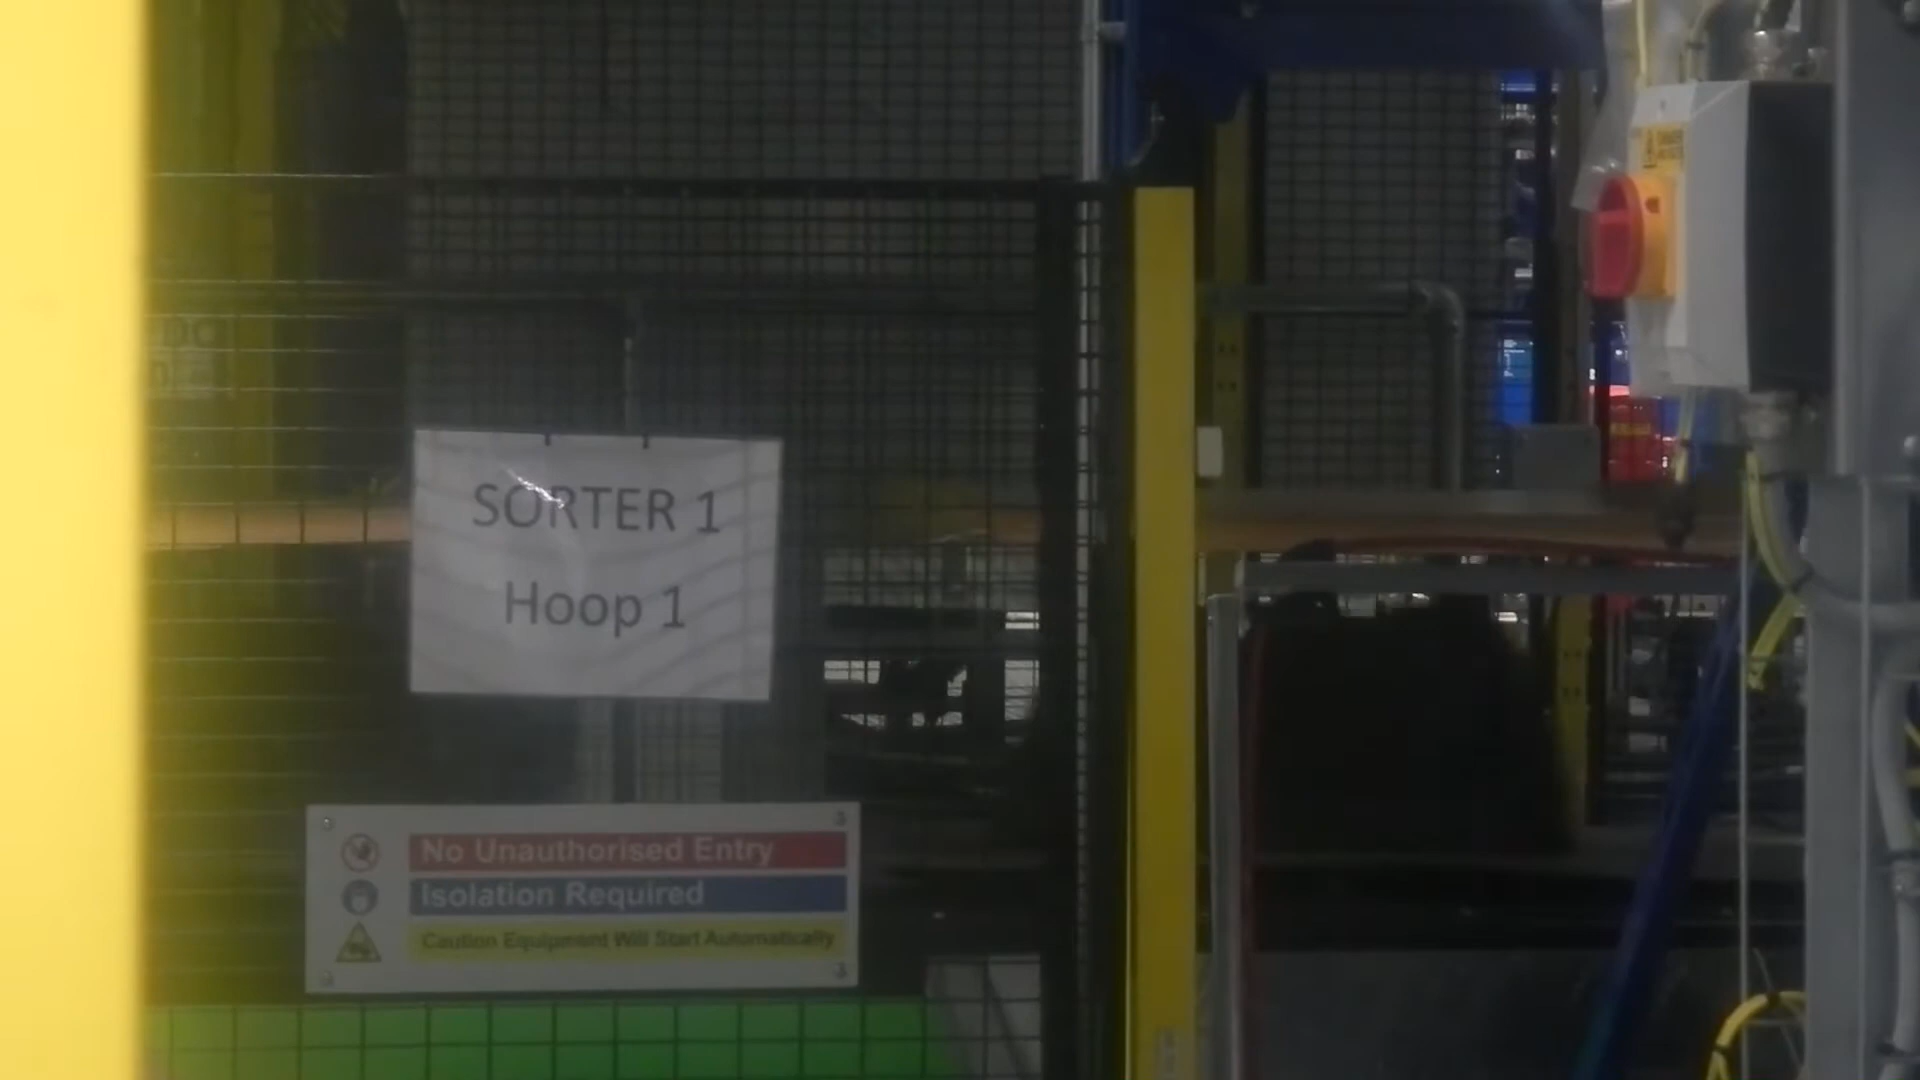 SORTER 1
Hoop 1
No Unauthorised Entry
Isolation Required
Caution Equipment Will Start Automatically